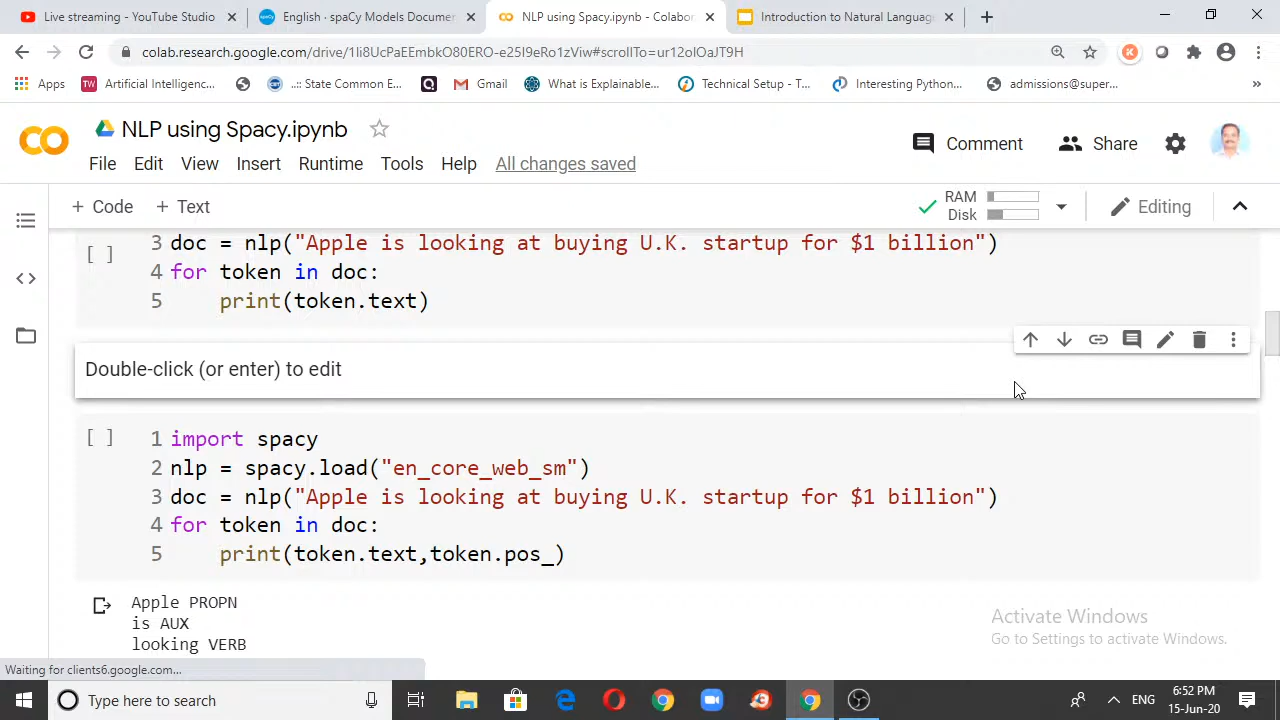 Live streaming - YouTube Studio
English · spaCy Models Documen
NLP using Spacy.ipynb - Colabor
Introduction to Natural Languag
colab.research.google.com/drive/1Ii8UcPaEEmbkO80ERO-e25I9eRo1zViw#scrollTo=ur12oIOaJT9H
Apps
TW Artificial Intelligenc...
..:: State Common E...
Gmail
What is Explainable...
Technical Setup - T...
Interesting Python...
admissions@super...
»
NLP using Spacy.ipynb
Comment
Share
File Edit View Insert Runtime Tools Help All changes saved
+ Code + Text
RAM
Disk
Editing
[ ]
3 doc = nlp("Apple is looking at buying U.K. startup for $1 billion")
4 for token in doc:
5 print(token.text)
Double-click (or enter) to edit
[ ]
1 import spacy
2 nlp = spacy.load("en_core_web_sm")
3 doc = nlp("Apple is looking at buying U.K. startup for $1 billion")
4 for token in doc:
5 print(token.text,token.pos_)
Apple PROPN
is AUX
looking VERB
Activate Windows
Go to Settings to activate Windows.
Waiting for clients6.google.com...
Type here to search
ENG
6:52 PM
15-Jun-20